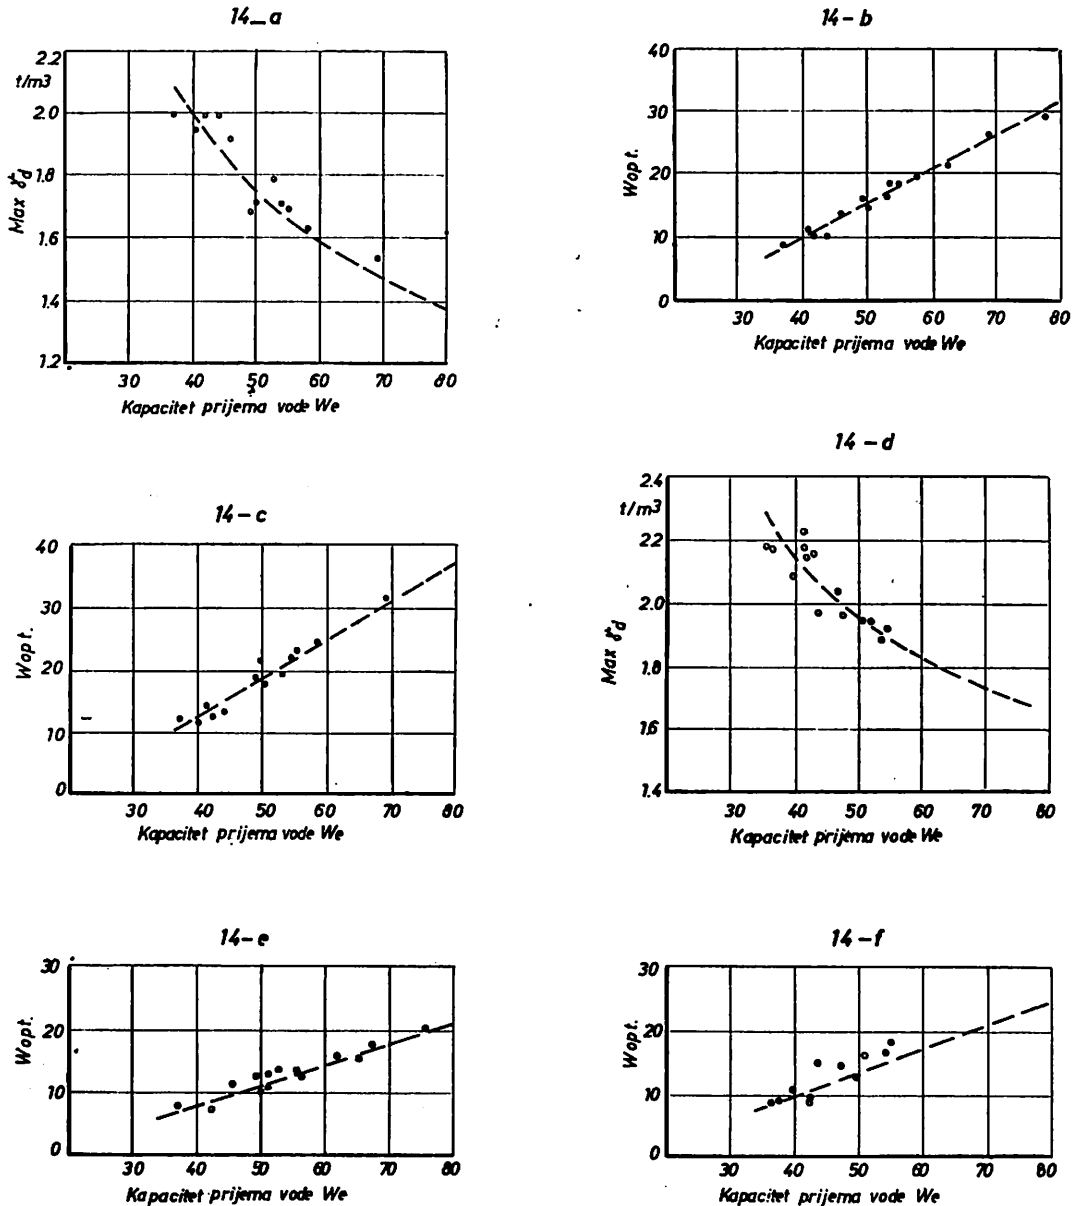 14-a
2.2
t/m3
2.0
1.8
1.6
1.4
1.2
Max γd
30 40 50 60 70 80
Kapacitet prijema vode We
14-b
40
30
20
10
0
Wopt.
30 40 50 60 70 80
Kapacitet prijema vode We
14-c
40
30
20
10
0
Wopt.
30 40 50 60 70 80
Kapacitet prijema vode We
14-d
2.4
t/m3
2.2
2.0
1.8
1.6
1.4
Max γd
30 40 50 60 70 80
Kapacitet prijema vode We
14-e
30
20
10
0
Wopt.
30 40 50 60 70 80
Kapacitet prijema vode We
14-f
30
20
10
0
Wopt.
30 40 50 60 70 80
Kapacitet prijema vode We